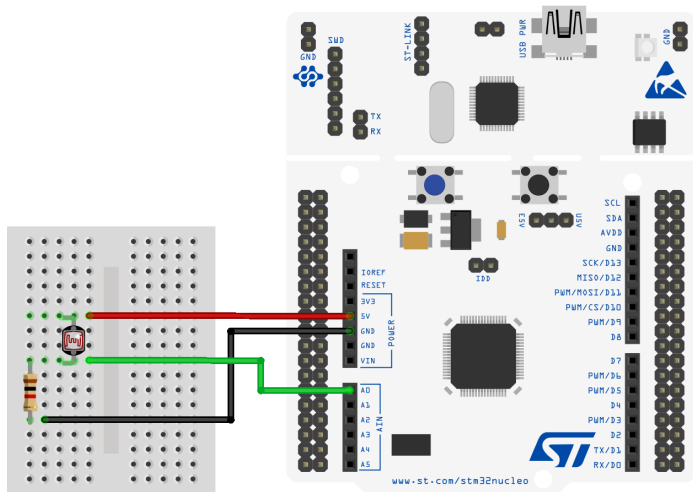 GND
SWD
ST-LINK
USB PWR
GND
TX
RX
E5V
U5V
IDD
IOREF
RESET
3V3
5V
GND
GND
VIN
POWER
A0
A1
A2
A3
A4
A5
AIN
SCL
SDA
AVDD
GND
SCK/D13
MISO/D12
PWM/MOSI/D11
PWM/CS/D10
PWM/D9
D8
D7
PWM/D6
PWM/D5
D4
PWM/D3
D2
TX/D1
RX/D0
ST
www.st.com/stm32nucleo